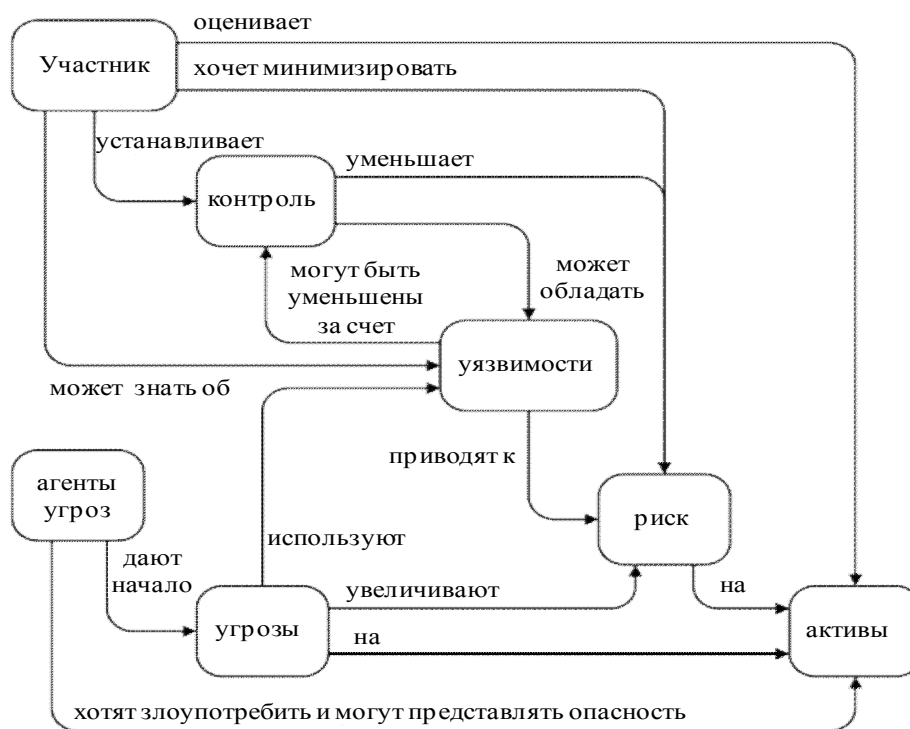 оценивает
Участник
хочет минимизировать
устанавливает
уменьшает
контроль
могут быть
уменьшены
за счет
может
обладать
уязвимости
может знать об
приводят к
агенты
угроз
риск
используют
дают
начало
увеличивают
на
угрозы
на
активы
хотят злоупотребить и могут представлять опасность